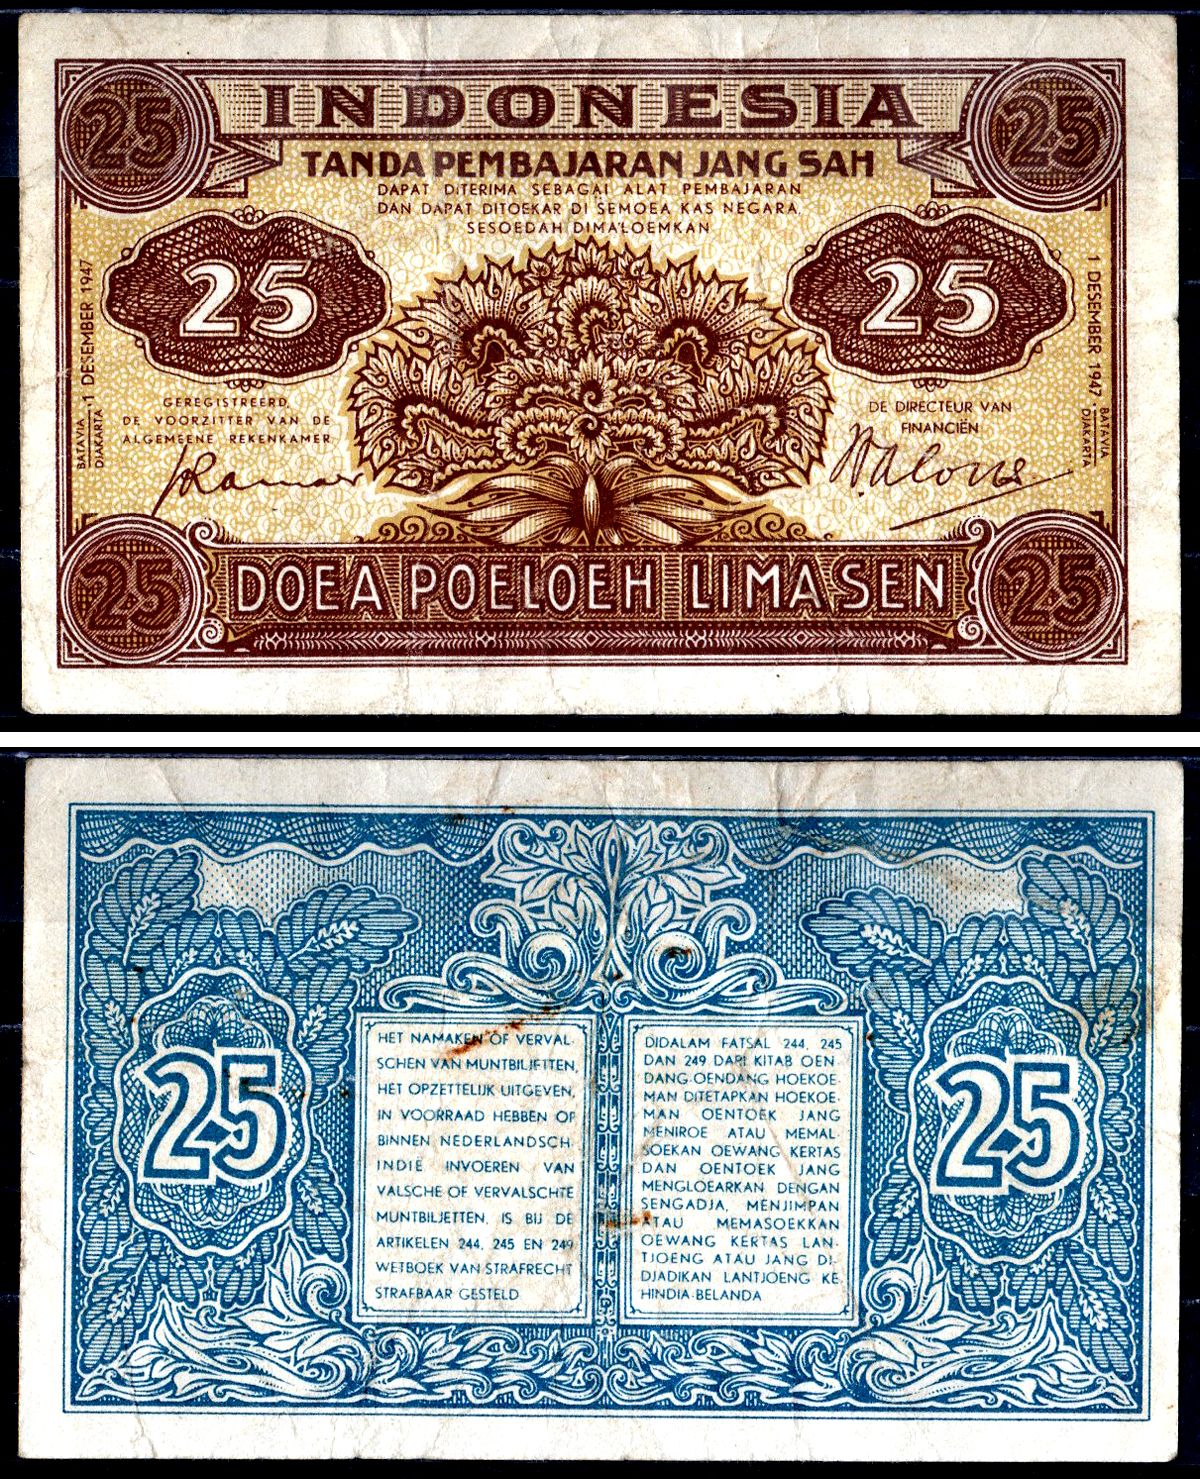 INDONESIA
25
25
TANDA PEMBAJARAN JANG SAH
DAPAT DITERIMA SEBAGAI ALAT PEMBAJARAN
DAN DAPAT DITOEKAR DI SEMOEA KAS NEGARA,
SESOEDAH DIMALOEMKAN
25
25
BATAVIA
DJAKARTA
1 DESEMBER 1947
1 DESEMBER 1947
BATAVIA
DJAKARTA
GEREGISTREERD,
DE VOORZITTER VAN DE
ALGEMEENE REKENKAMER
DE DIRECTEUR VAN
FINANCIËN
25
DOEA POELOEH LIMA SEN
25
25
HET NAMAKEN OF VERVAL-
SCHEN VAN MUNTBILJETTEN,
HET OPZETTELIJK UITGEVEN,
IN VOORRAAD HEBBEN OF
BINNEN NEDERLANDSCH-
INDIË INVOEREN VAN
VALSCHE OF VERVALSCHTE
MUNTBILJETTEN, IS BIJ DE
ARTIKELEN 244, 245 EN 249
WETBOEK VAN STRAFRECHT
STRAFBAAR GESTELD
DIDALAM FATSAL 244, 245
DAN 249 DARI KITAB OEN-
DANG-OENDANG HOEKOE-
MAN DITETAPKAN HOEKOE-
MAN OENTOEK JANG
MENIROE ATAU MEMAL-
SOEKAN OEWANG KERTAS
DAN OENTOEK JANG
MENGLOEARKAN DENGAN
SENGADJA, MENJIMPAN
ATAU MEMASOEKKAN
OEWANG KERTAS LAN-
TJOENG ATAU JANG DI-
DJADIKAN LANTJOENG KE
HINDIA-BELANDA
25